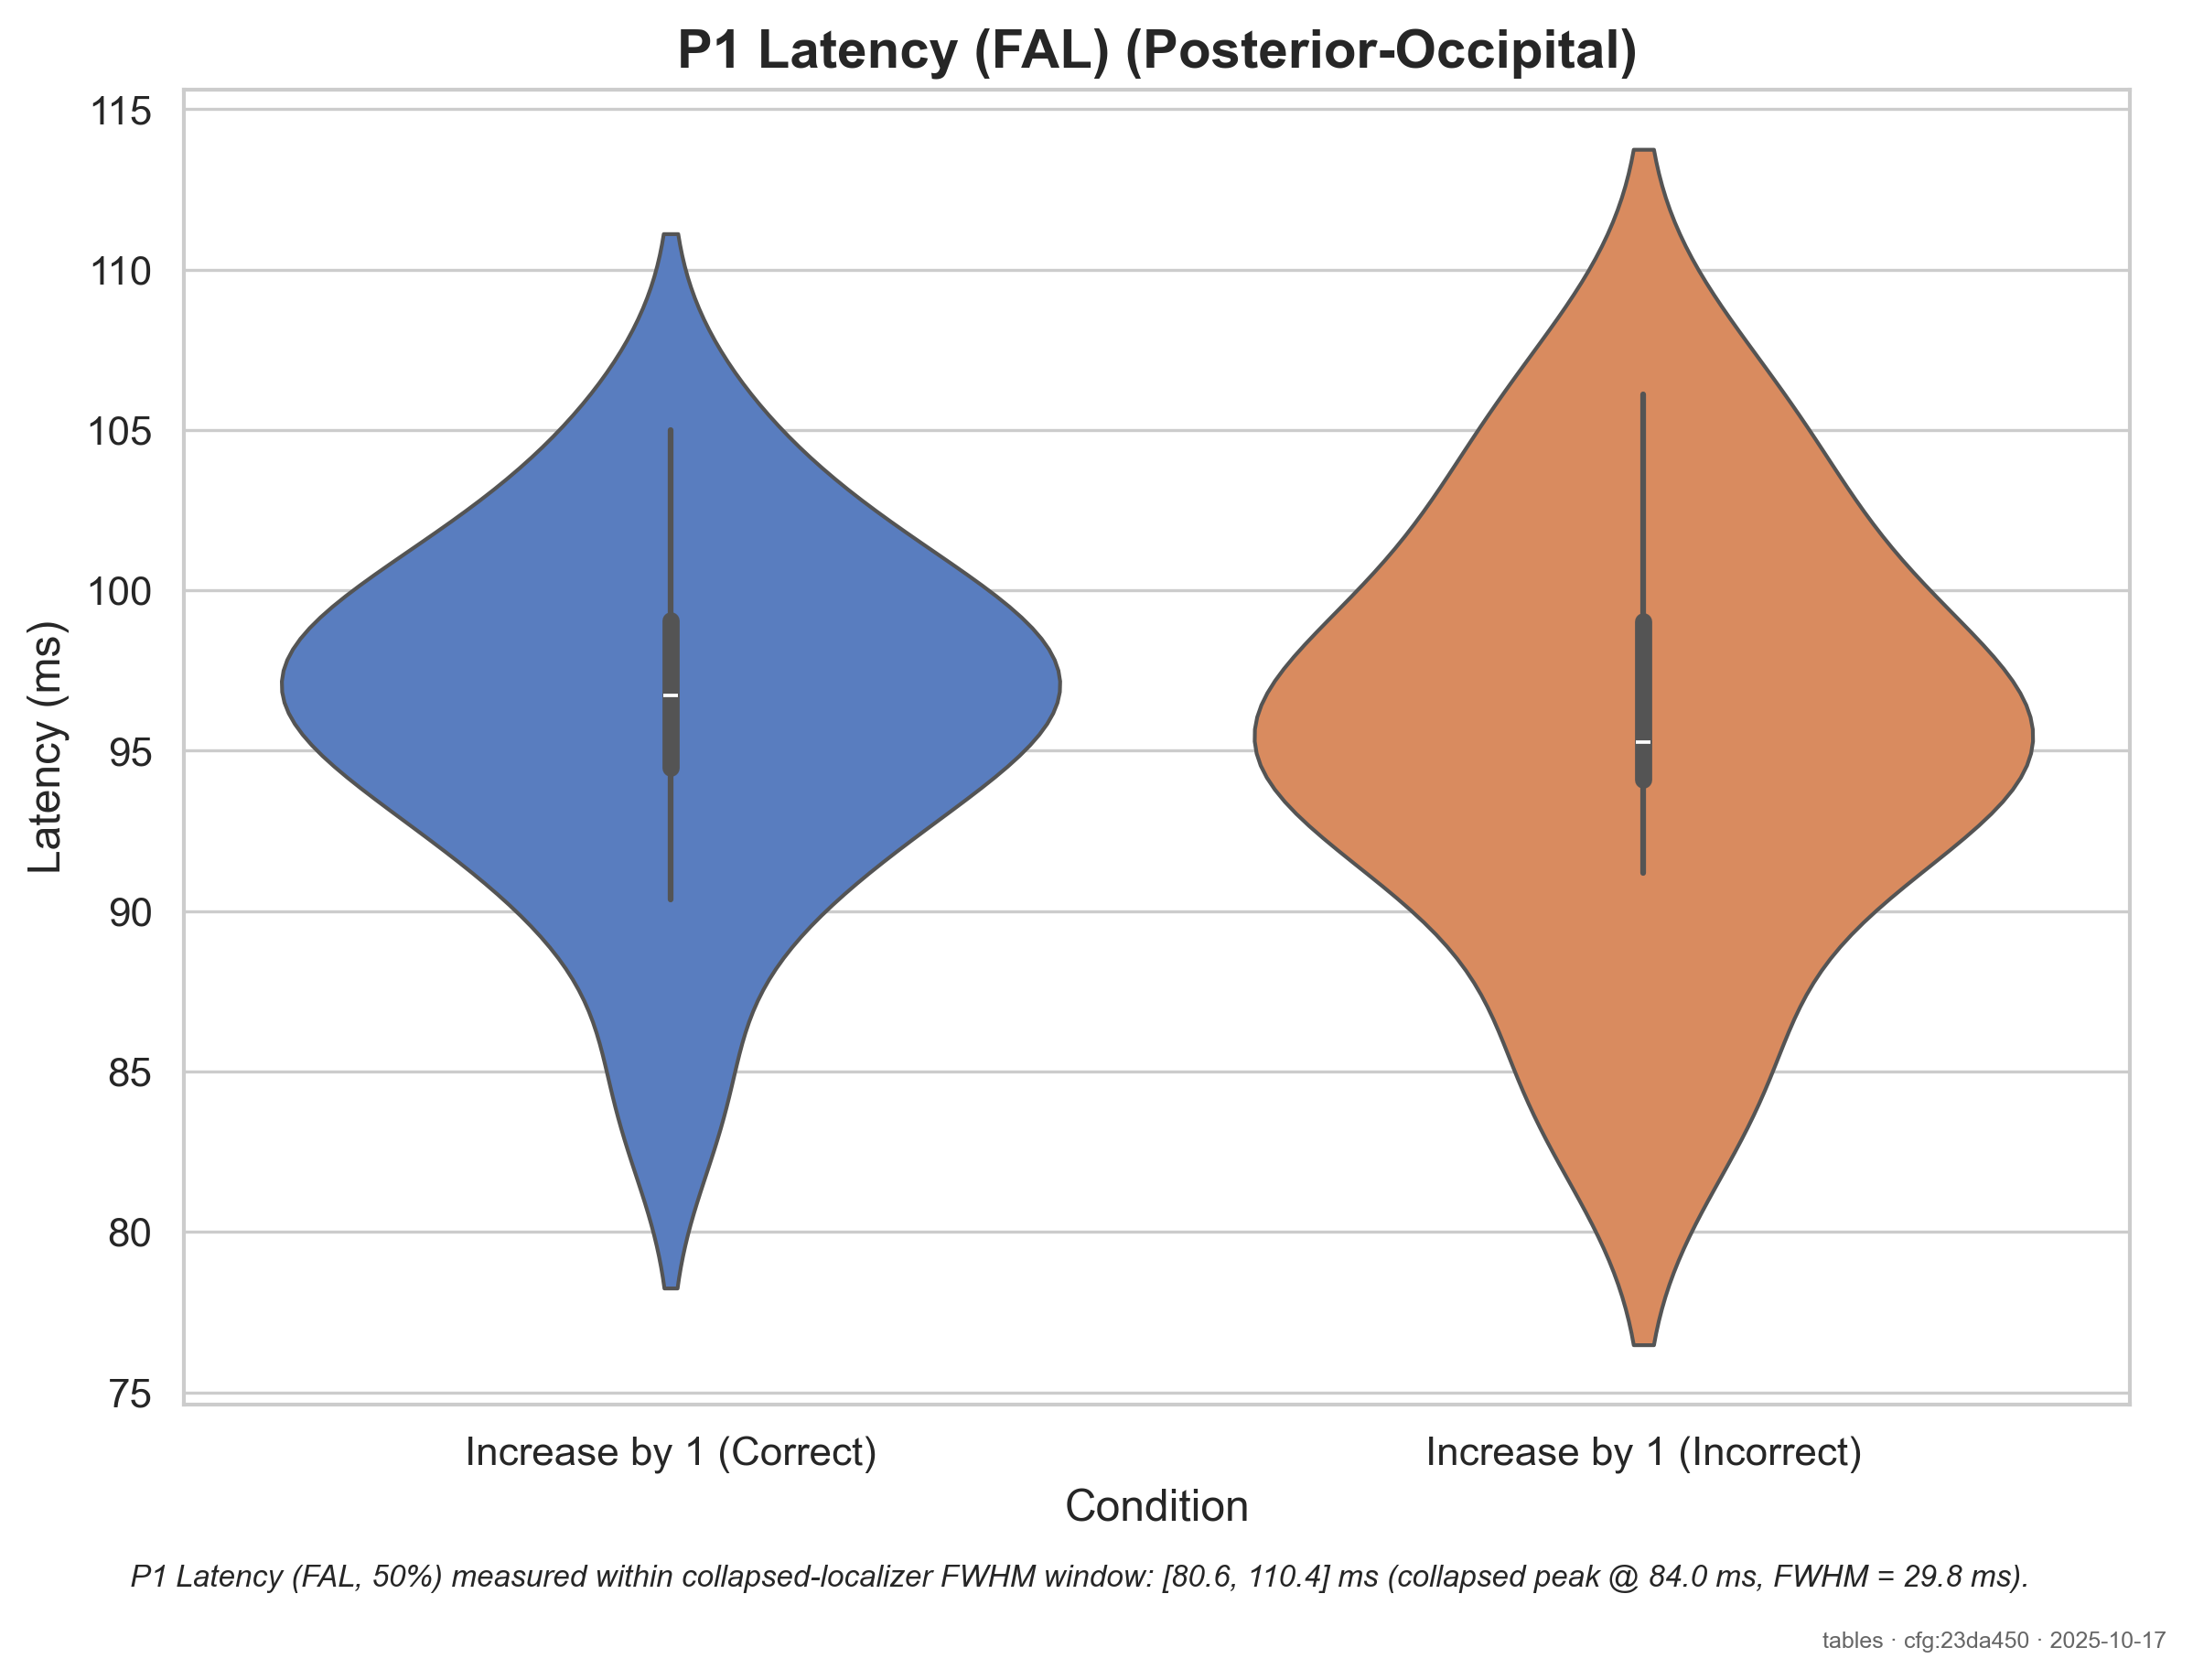 P1 Latency (FAL) (Posterior-Occipital)
115
110
105
100
95
90
85
80
75
Latency (ms)
Increase by 1 (Correct)
Increase by 1 (Incorrect)
Condition
P1 Latency (FAL, 50%) measured within collapsed-localizer FWHM window: [80.6, 110.4] ms (collapsed peak @ 84.0 ms, FWHM = 29.8 ms).
tables · cfg:23da450 · 2025-10-17